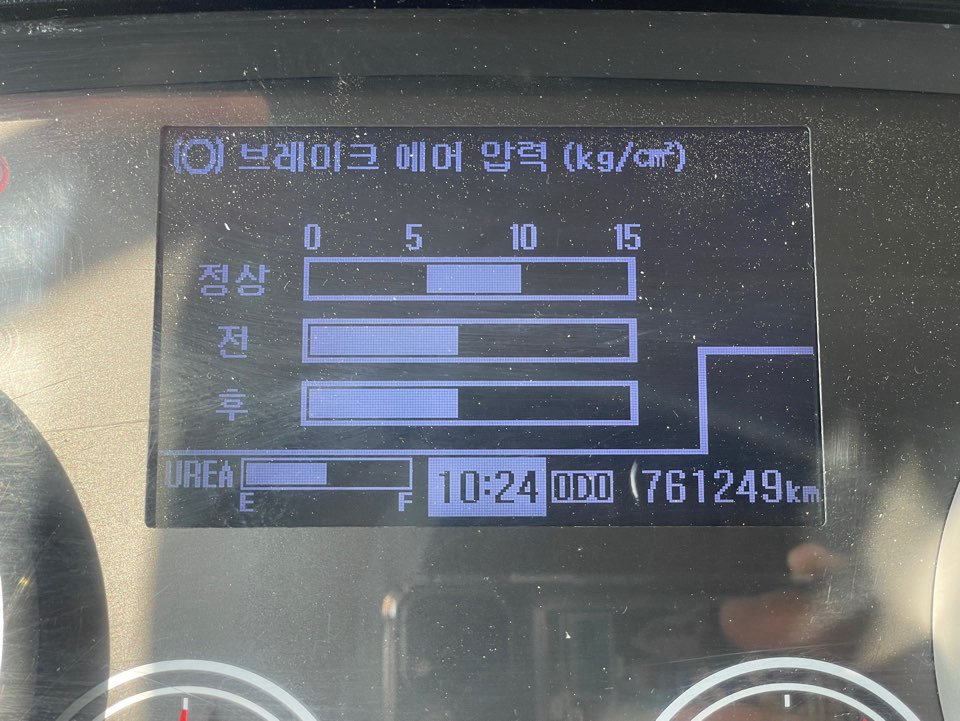 브레이크 에어 압력 (kg/㎠)
0 5 10 15
정상
전
후
UREA E F 10:24 ODO 761249km